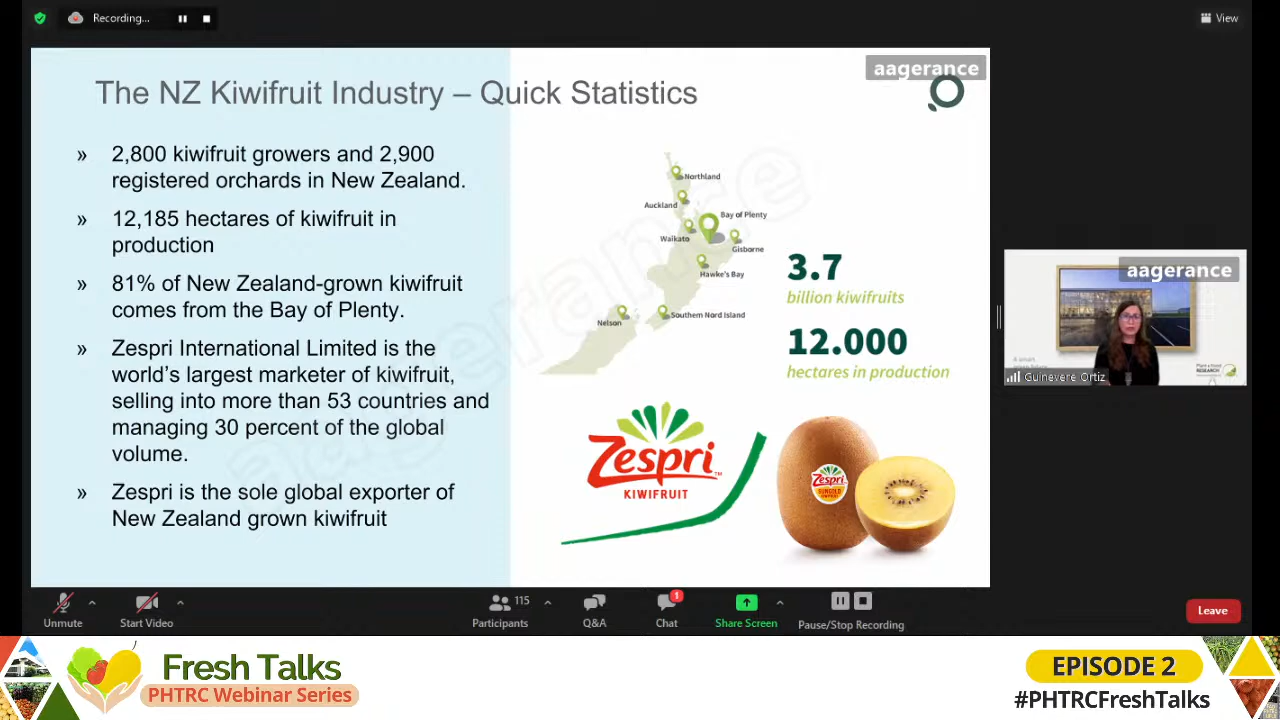 Recording...
View
aagerance
The NZ Kiwifruit Industry – Quick Statistics
» 2,800 kiwifruit growers and 2,900
registered orchards in New Zealand.
» 12,185 hectares of kiwifruit in
production
» 81% of New Zealand-grown kiwifruit
comes from the Bay of Plenty.
» Zespri International Limited is the
world's largest marketer of kiwifruit,
selling into more than 53 countries and
managing 30 percent of the global
volume.
» Zespri is the sole global exporter of
New Zealand grown kiwifruit
Northland
Auckland
Bay of Plenty
Waikato
Gisborne
Hawke's Bay
Nelson
Southern Nord Island
3.7
billion kiwifruits
12.000
hectares in production
Zespri™
KIWIFRUIT
Zespri
SUNGOLD
aagerance
RESEARCH
Guinevere Ortiz
aagerance
Unmute
Start Video
115
Participants
Q&A
1
Chat
Share Screen
Pause/Stop Recording
Leave
Fresh Talks
PHTRC Webinar Series
EPISODE 2
#PHTRCFreshTalks